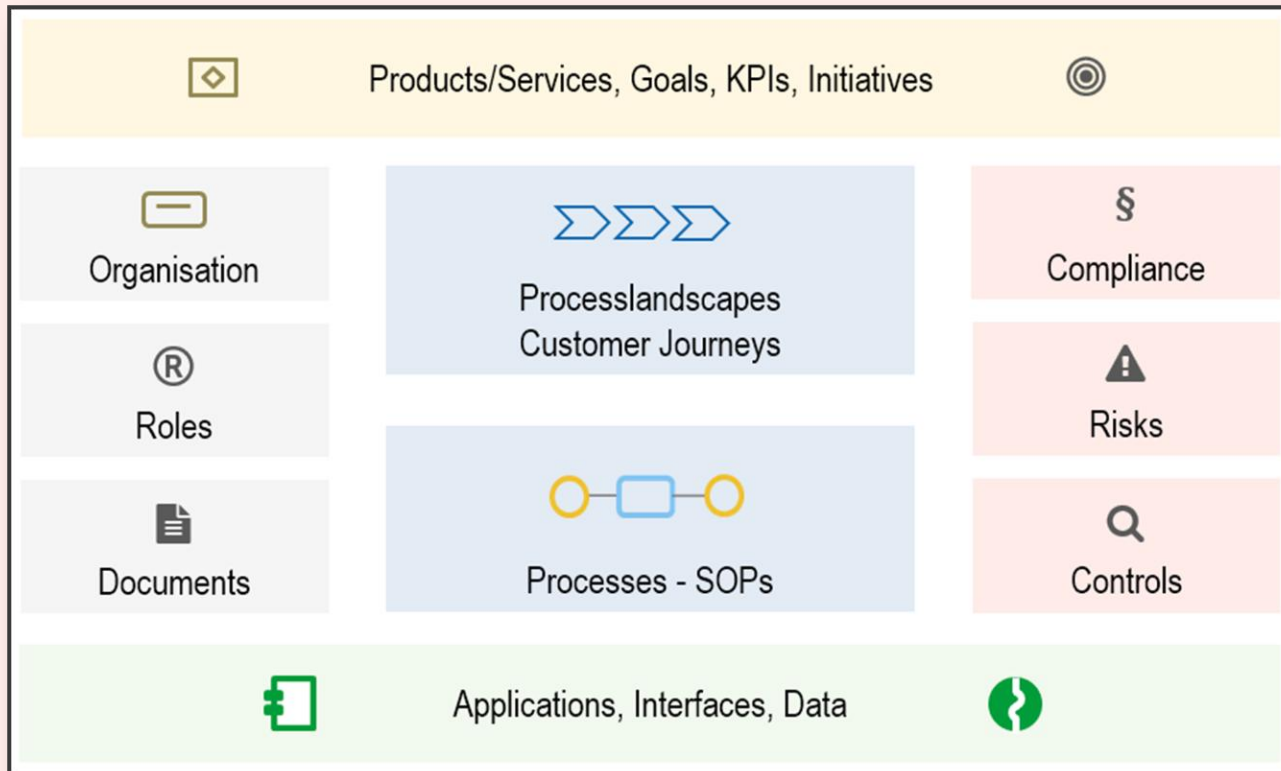 Products/Services, Goals, KPIs, Initiatives
Organisation
Processlandscapes
Customer Journeys
§
Compliance
®
Roles
Risks
Documents
Processes - SOPs
Controls
Applications, Interfaces, Data